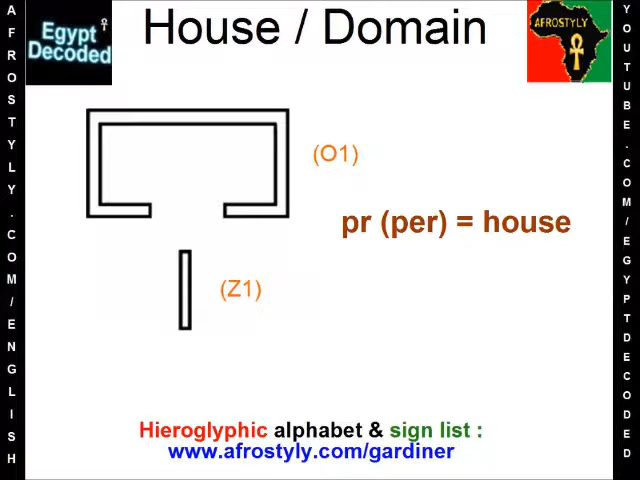 AFROSTYLY.COM/ENGLISH
Egypt
Decoded
House / Domain
AFROSTYLY
YOUTUBE.COM/EGYPTDECODED
(O1)
pr (per) = house
(Z1)
Hieroglyphic alphabet & sign list :
www.afrostyly.com/gardiner